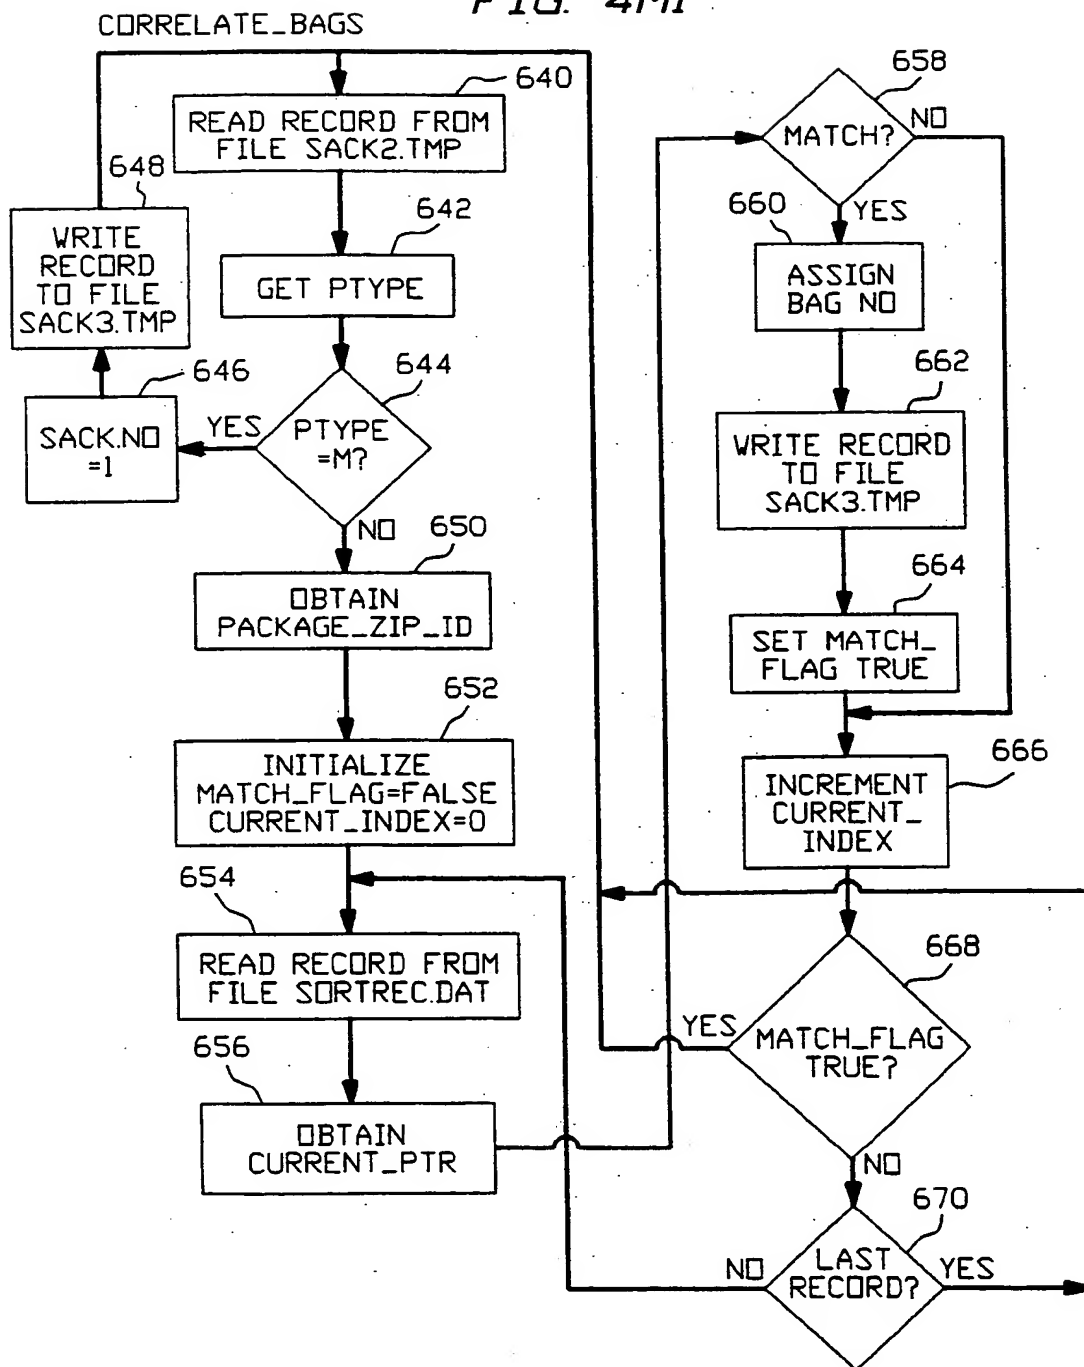 FIG. 4M1
CORRELATE_BAGS
640
READ RECORD FROM
FILE SACK2.TMP
648
WRITE
RECORD
TO FILE
SACK3.TMP
642
GET PTYPE
646
SACK.NO
=1
YES
644
PTYPE
=M?
NO
650
OBTAIN
PACKAGE_ZIP_ID
652
INITIALIZE
MATCH_FLAG=FALSE
CURRENT_INDEX=0
654
READ RECORD FROM
FILE SORTREC.DAT
656
OBTAIN
CURRENT_PTR
658
MATCH?
NO
YES
660
ASSIGN
BAG NO
662
WRITE RECORD
TO FILE
SACK3.TMP
664
SET MATCH_
FLAG TRUE
666
INCREMENT
CURRENT_
INDEX
668
YES
MATCH_FLAG
TRUE?
NO
670
NO
LAST
RECORD?
YES